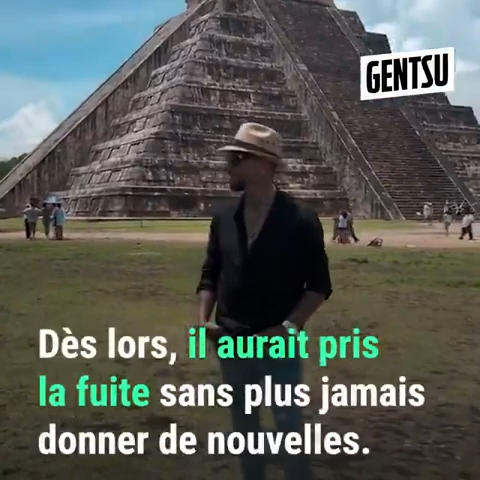 GENTSU
Dès lors, il aurait pris
la fuite sans plus jamais
donner de nouvelles.